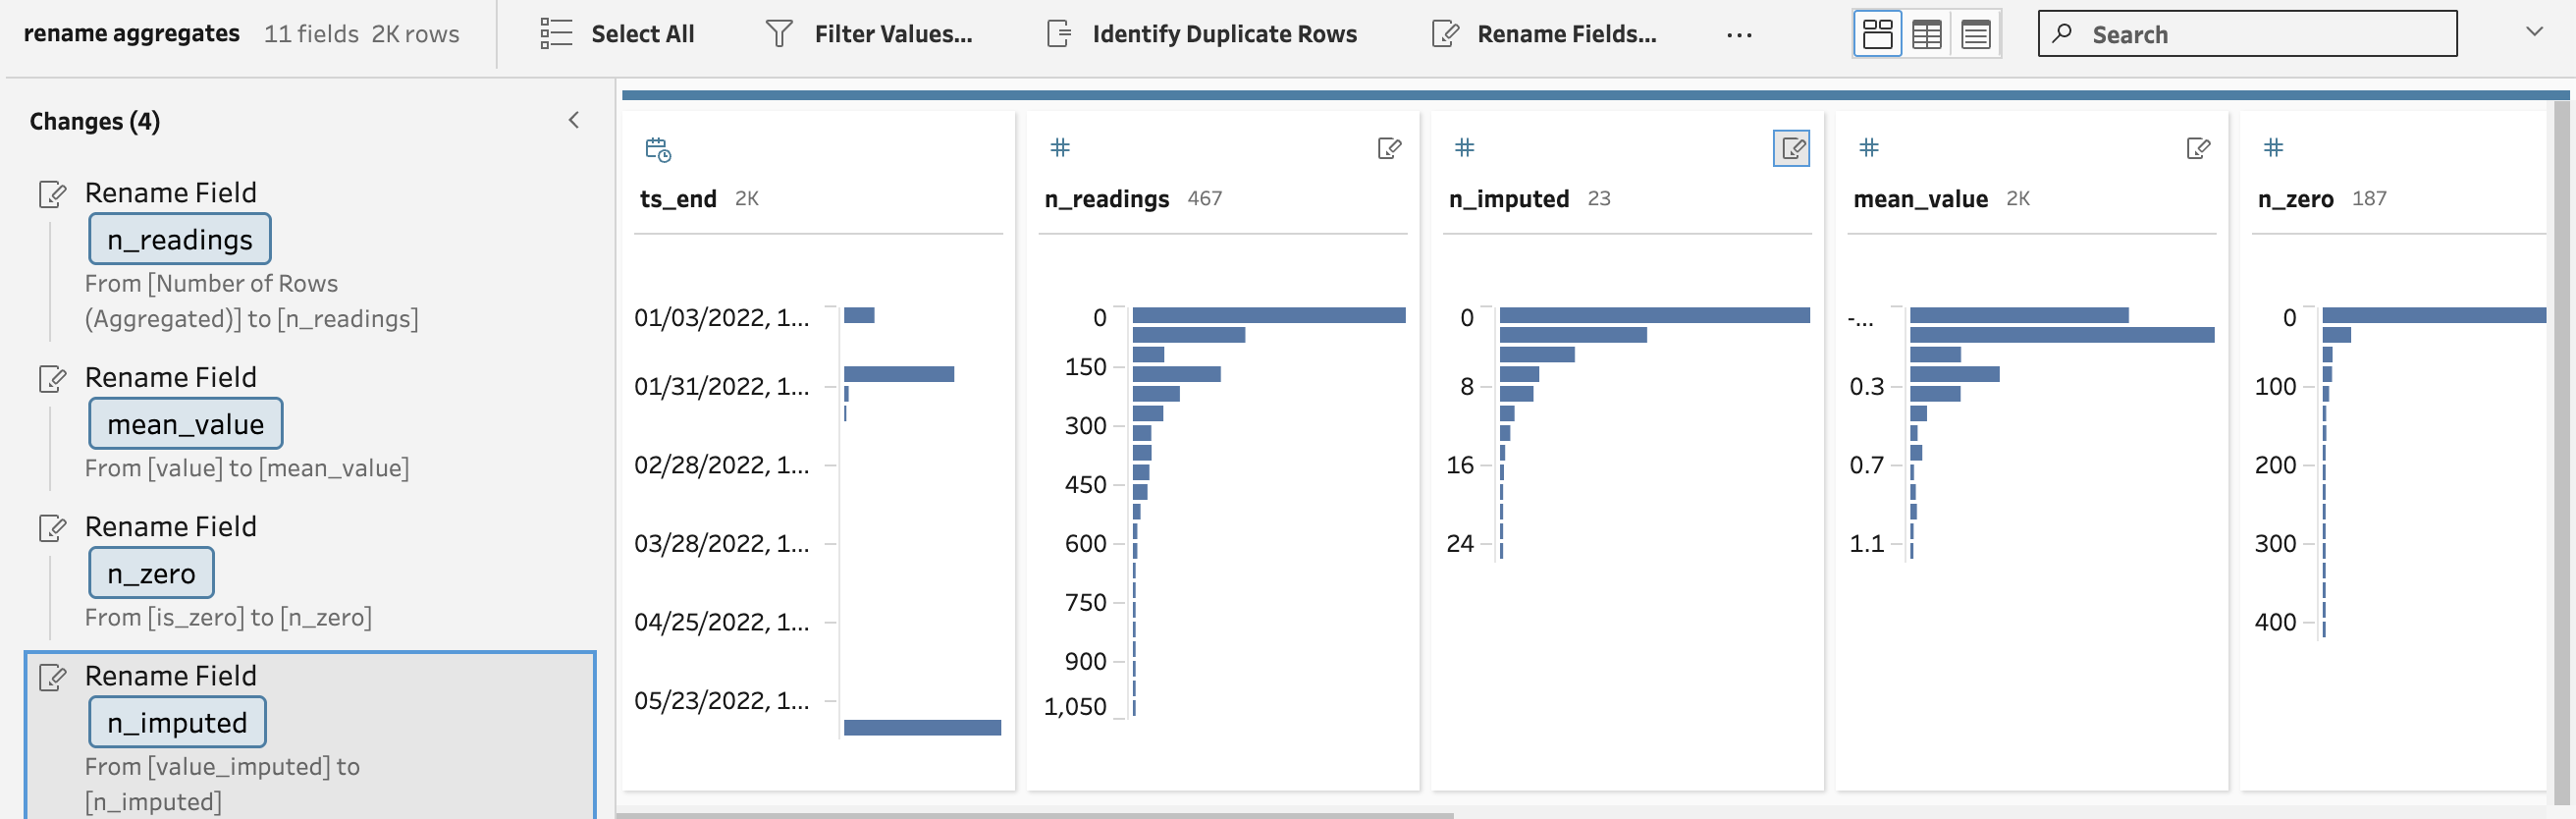 rename aggregates 11 fields 2K rows
Select All
Filter Values...
Identify Duplicate Rows
Rename Fields...
...
Search
Changes (4)
Rename Field
n_readings
From [Number of Rows
(Aggregated)] to [n_readings]
Rename Field
mean_value
From [value] to [mean_value]
Rename Field
n_zero
From [is_zero] to [n_zero]
Rename Field
n_imputed
From [value_imputed] to
[n_imputed]
ts_end 2K
01/03/2022, 1...
01/31/2022, 1...
02/28/2022, 1...
03/28/2022, 1...
04/25/2022, 1...
05/23/2022, 1...
#
n_readings 467
0
150
300
450
600
750
900
1,050
#
n_imputed 23
0
8
16
24
#
mean_value 2K
-...
0.3
0.7
1.1
#
n_zero 187
0
100
200
300
400